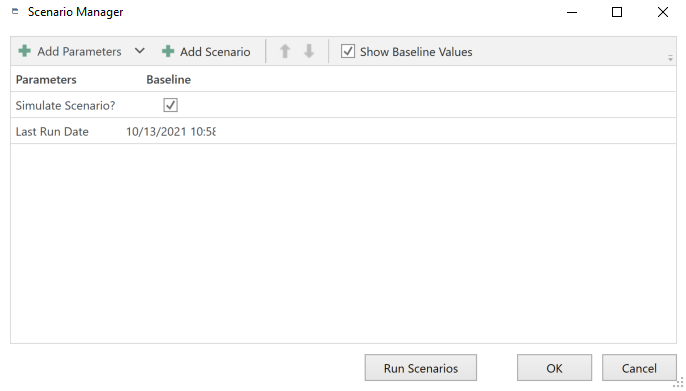 Scenario Manager
Add Parameters Add Scenario Show Baseline Values
Parameters Baseline
Simulate Scenario?
Last Run Date 10/13/2021 10:58
Run Scenarios OK Cancel